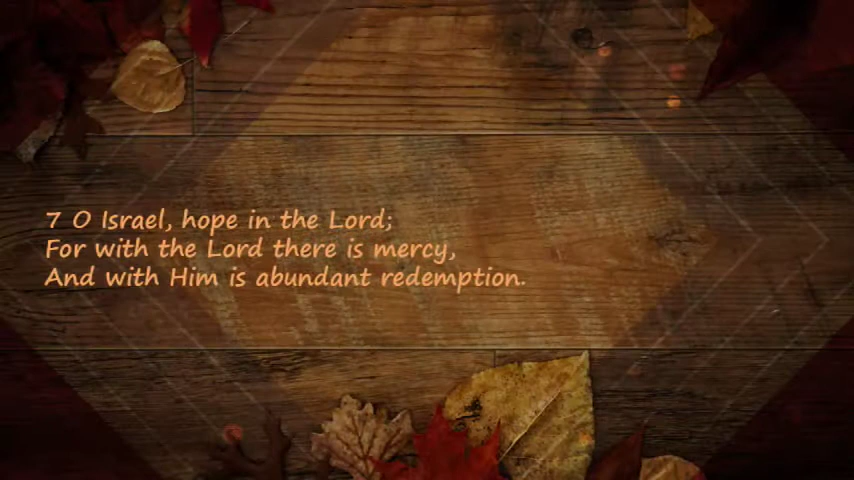 7 O Israel, hope in the Lord;
For with the Lord there is mercy,
And with Him is abundant redemption.